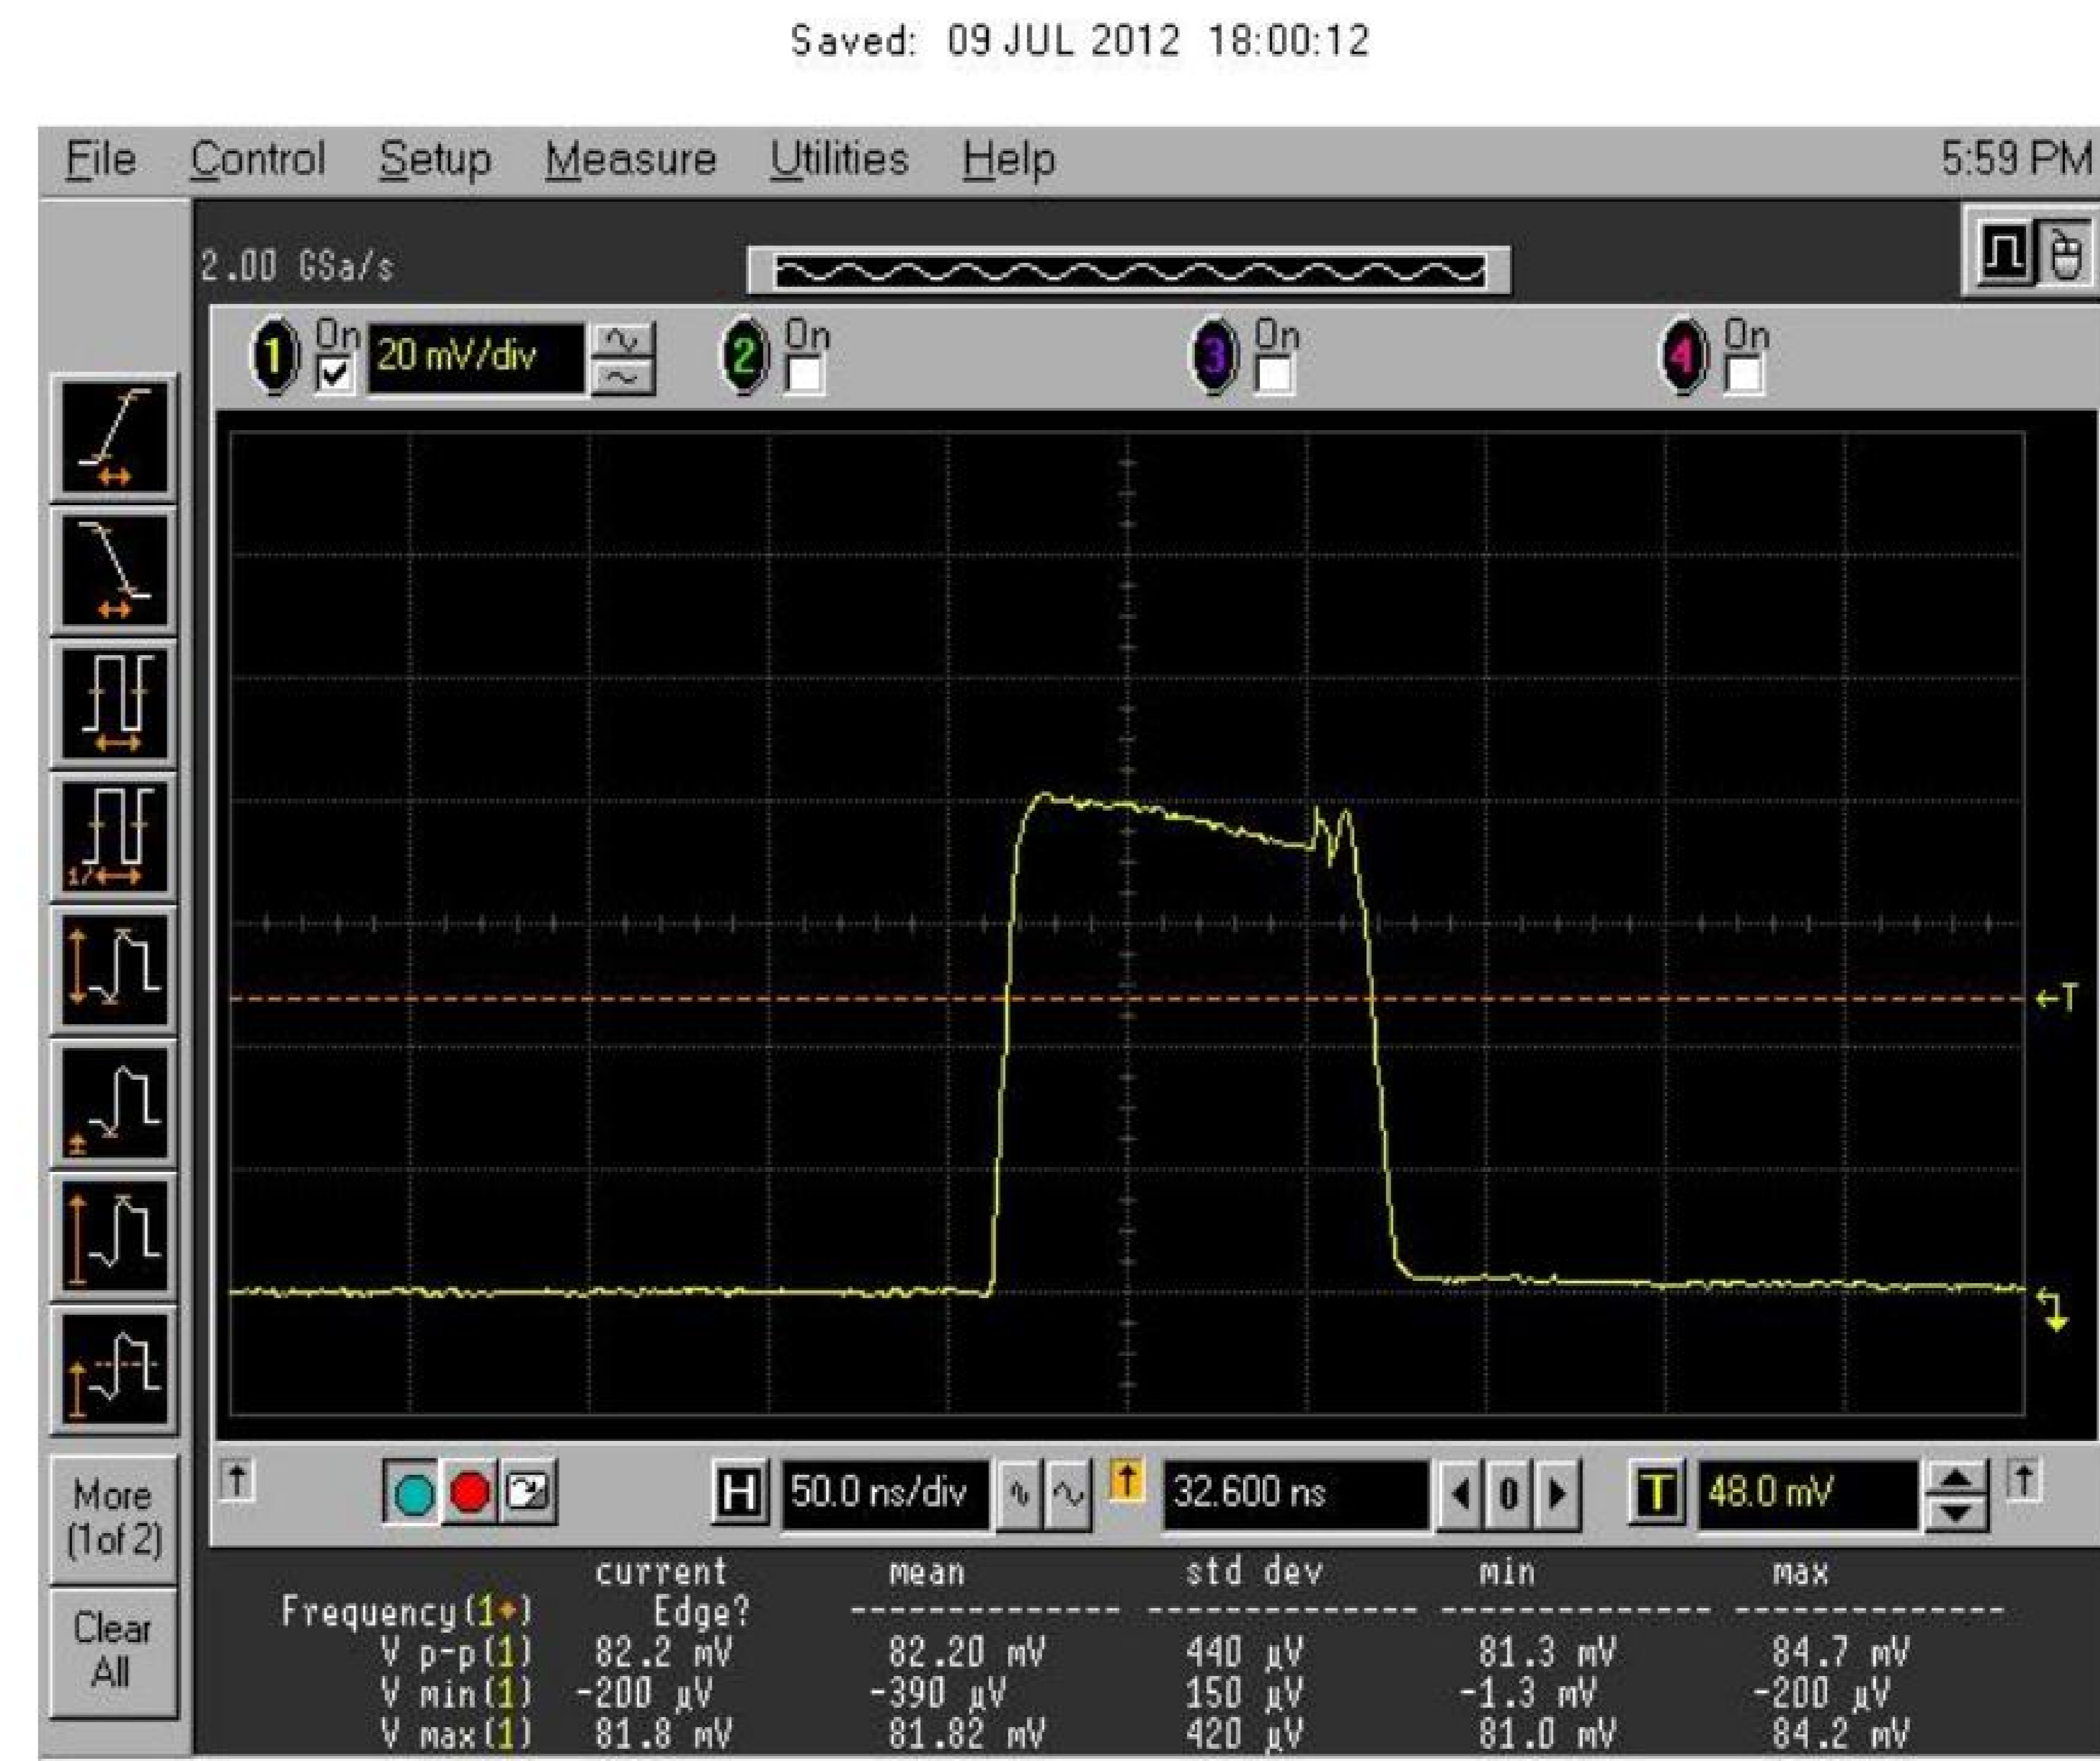 Saved: 09 JUL 2012 18:00:12
File Control Setup Measure Utilities Help 5:59 PM
2.00 GSa/s
1 On 20 mV/div 2 On 3 On 4 On
T
H 50.0 ns/div 32.600 ns 0 T 48.0 mV
More
(1of 2)
Clear
All
current mean std dev min max
Frequency(1) Edge? ---------------- ---------------- ---------------- ----------------
V p-p(1) 82.2 mV 82.20 mV 440 µV 81.3 mV 84.7 mV
V min(1) -200 µV -390 µV 150 µV -1.3 mV -200 µV
V max(1) 81.8 mV 81.82 mV 420 µV 81.0 mV 84.2 mV